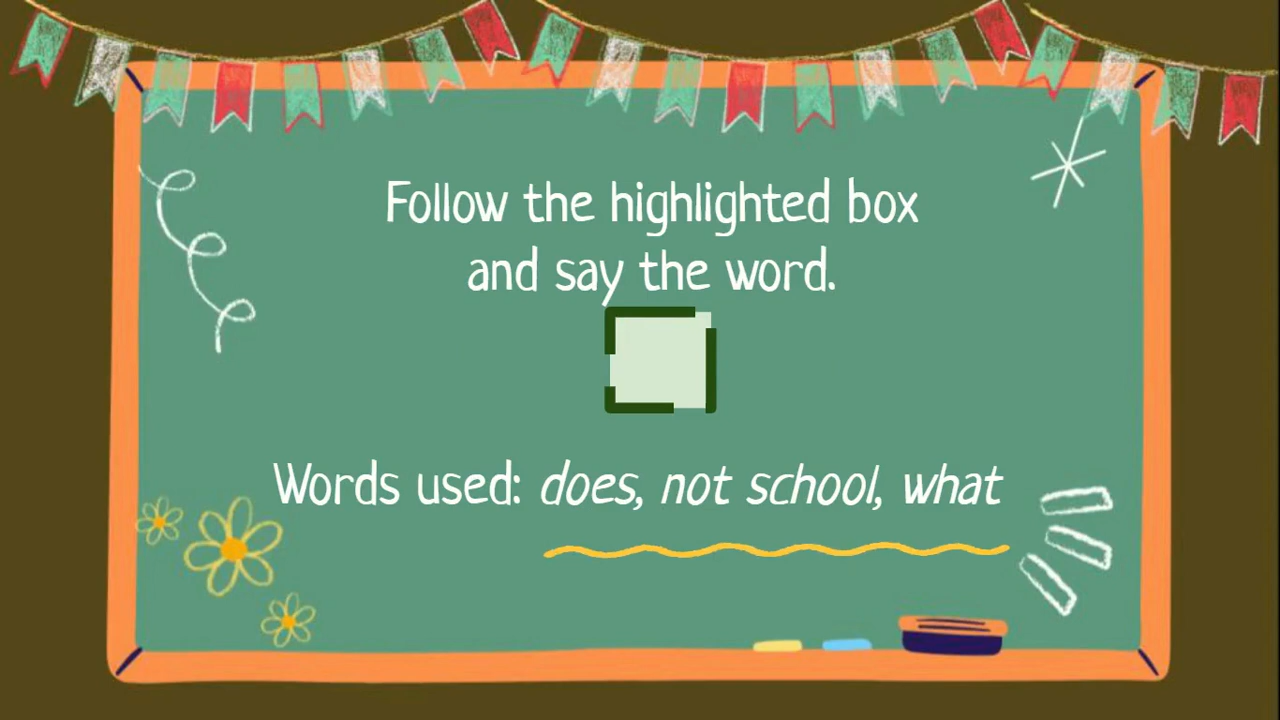 Follow the highlighted box
and say the word.
Words used: does, not school, what